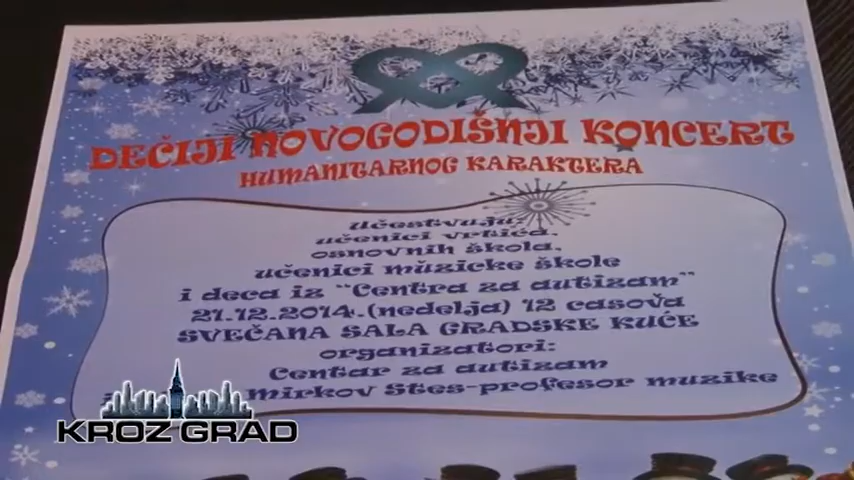 DEČIJI NOVOGODIŠNJI KONCERT
HUMANITARNOG KARAKTERA
učestvuju:
učenici vrtića,
osnovnih škola,
učenici mužicke škole
i deca iz "Centra za autizam"
21.12.2014.(nedelja) 12 casova
SVEČANA SALA GRADSKE KUĆE
organizatori:
Centar za autizam
Mirkov Stes-profesor muzike
KROZ GRAD